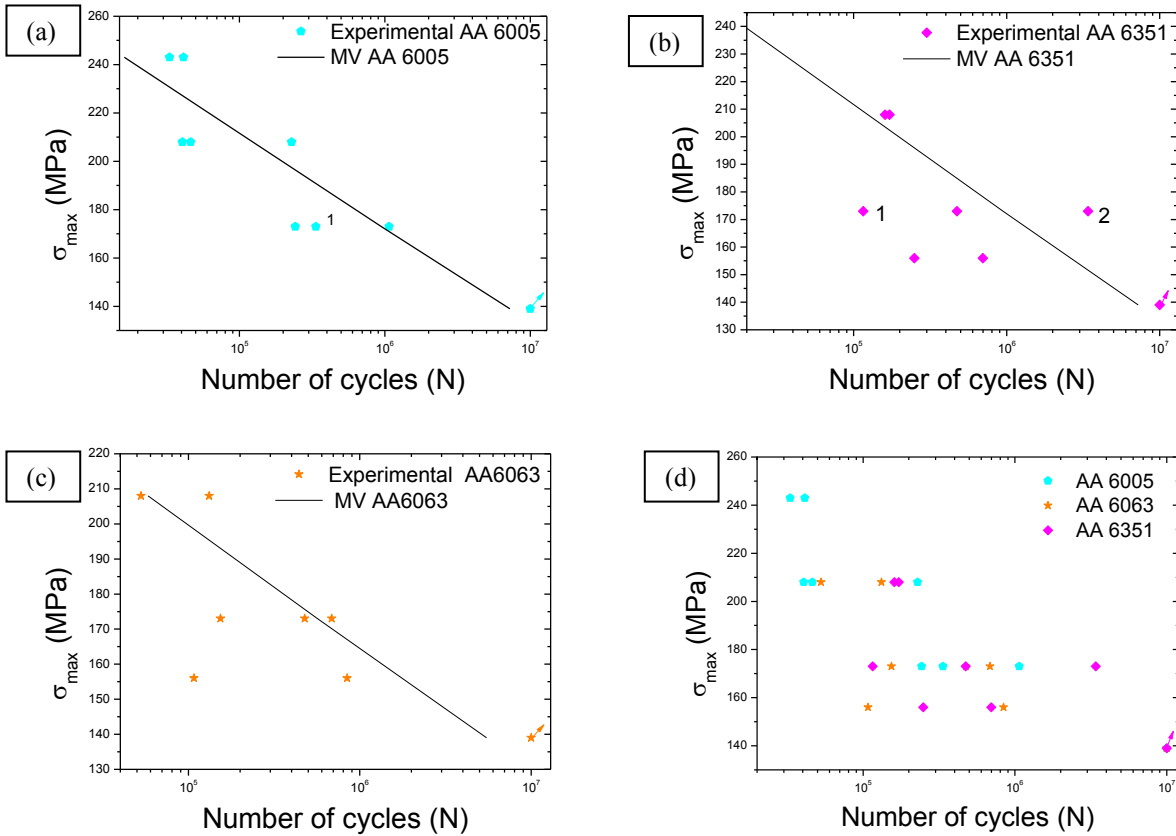 (a)
Experimental AA 6005
MV AA 6005
260
240
220
200
180
160
140
σmax (MPa)
1
10⁵
10⁶
10⁷
Number of cycles (N)
(b)
Experimental AA 6351
MV AA 6351
240
230
220
210
200
190
180
170
160
150
140
130
σmax (MPa)
1
2
10⁵
10⁶
10⁷
Number of cycles (N)
(c)
Experimental AA6063
MV AA6063
220
210
200
190
180
170
160
150
140
130
σmax (MPa)
10⁵
10⁶
10⁷
Number of cycles (N)
(d)
AA 6005
AA 6063
AA 6351
260
240
220
200
180
160
140
σmax (MPa)
10⁵
10⁶
10⁷
Number of cycles (N)